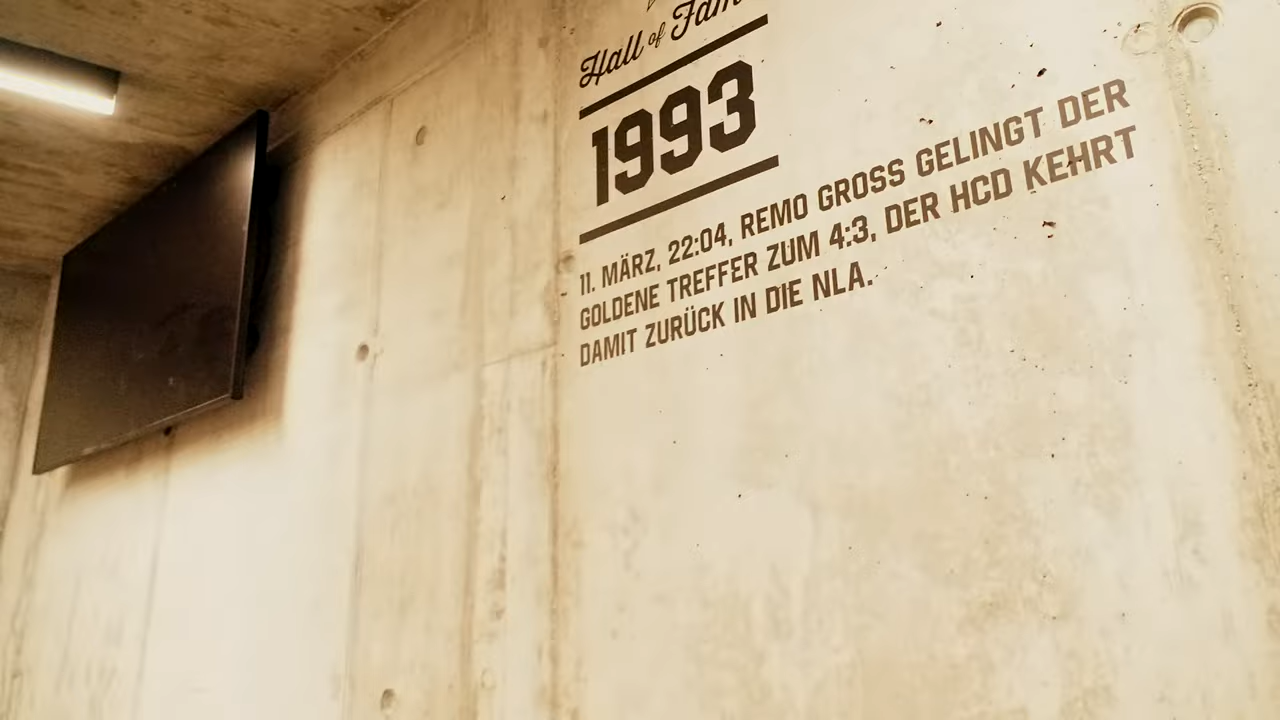 Hall of Fame
1993
11. MÄRZ, 22:04, REMO GROSS GELINGT DER
GOLDENE TREFFER ZUM 4:3, DER HCD KEHRT
DAMIT ZURÜCK IN DIE NLA.